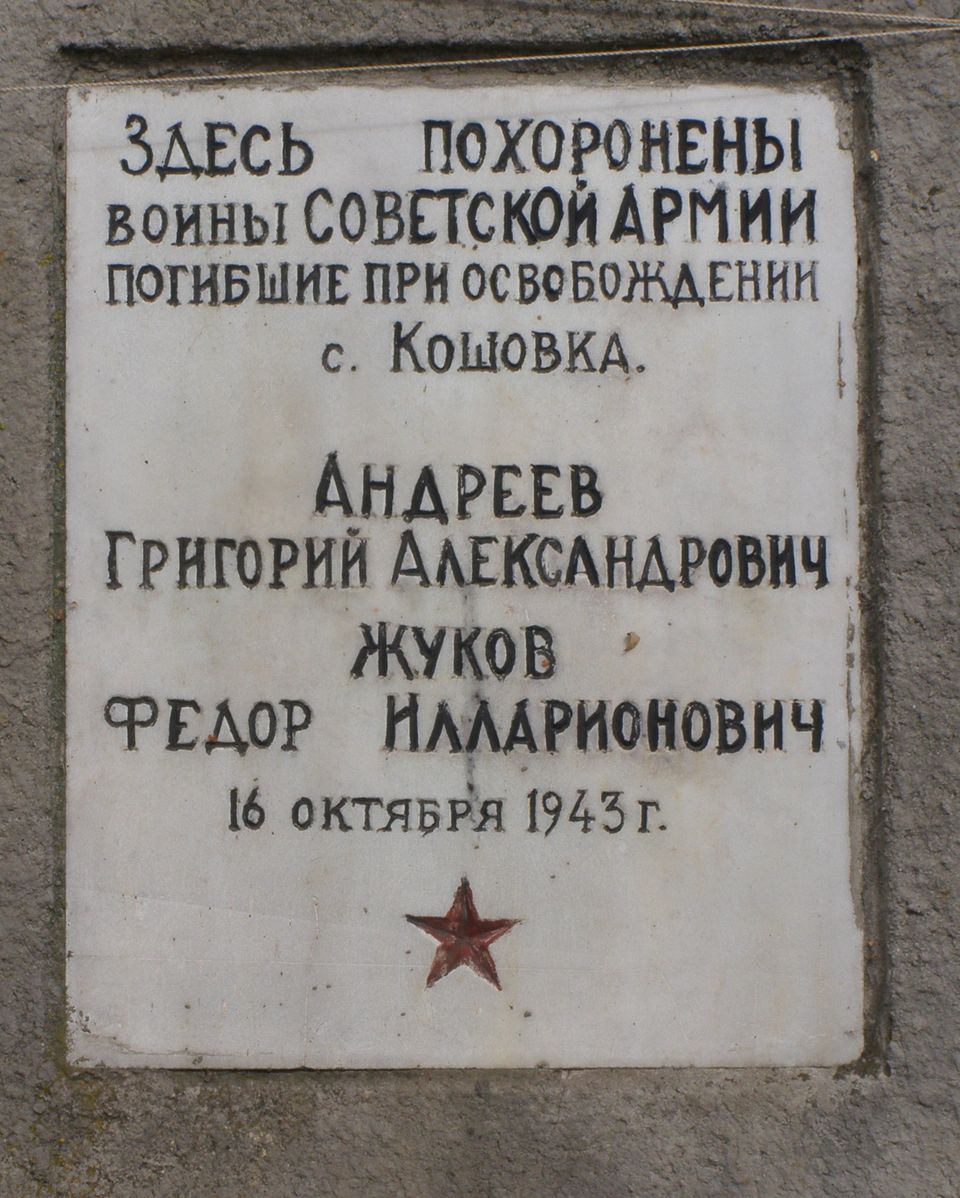 Здесь похоронены
воины Советской Армии
погибшие при освобождении
с. Кошовка.
Андреев
Григорий Александрович
Жуков
Федор Илларионович
16 октября 1943 г.